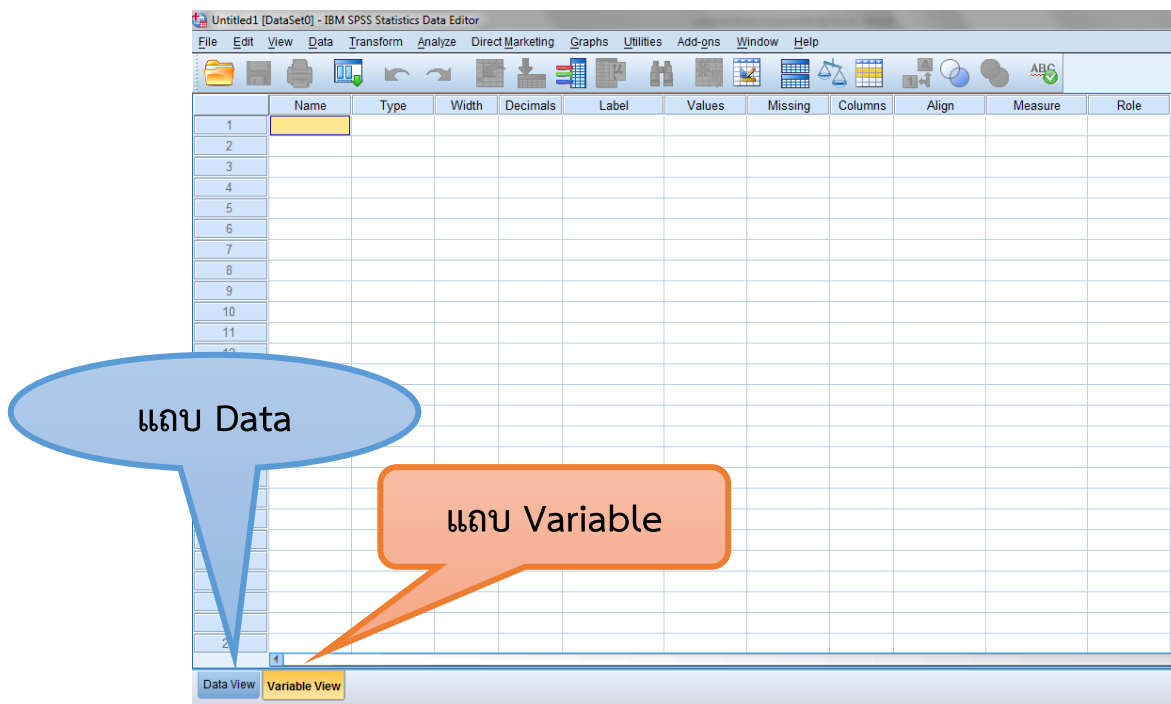 Untitled1 [DataSet0] - IBM SPSS Statistics Data Editor
File Edit View Data Transform Analyze Direct Marketing Graphs Utilities Add-ons Window Help
1 A ABC
Name Type Width Decimals Label Values Missing Columns Align Measure Role
1
2
3
4
5
6
7
8
9
10
11
12
แถบ Data
แถบ Variable
Data View Variable View